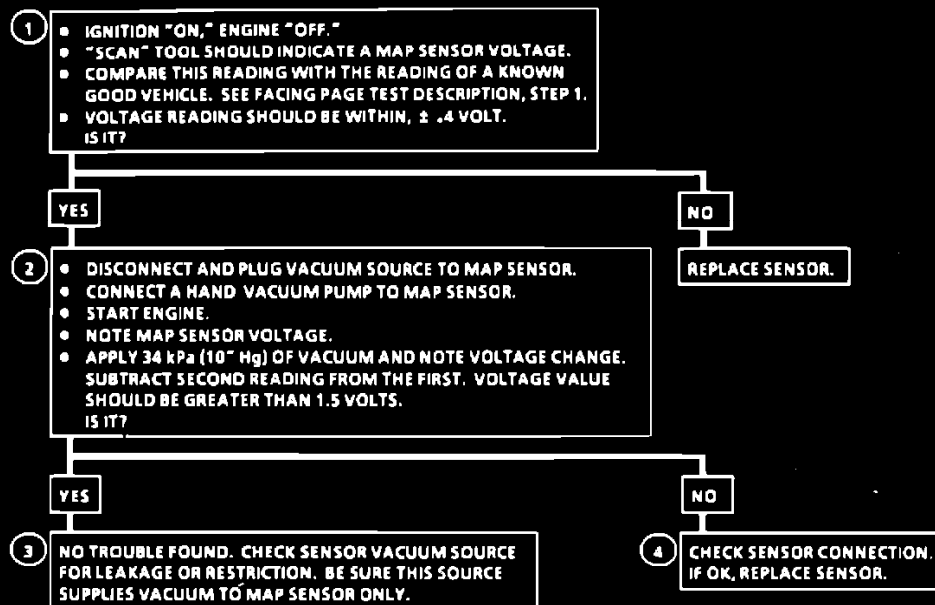 1
• IGNITION "ON," ENGINE "OFF."
• "SCAN" TOOL SHOULD INDICATE A MAP SENSOR VOLTAGE.
• COMPARE THIS READING WITH THE READING OF A KNOWN
GOOD VEHICLE. SEE FACING PAGE TEST DESCRIPTION, STEP 1.
• VOLTAGE READING SHOULD BE WITHIN, ± .4 VOLT.
IS IT?
YES
NO
REPLACE SENSOR.
2
• DISCONNECT AND PLUG VACUUM SOURCE TO MAP SENSOR.
• CONNECT A HAND VACUUM PUMP TO MAP SENSOR.
• START ENGINE.
• NOTE MAP SENSOR VOLTAGE.
• APPLY 34 kPa (10" Hg) OF VACUUM AND NOTE VOLTAGE CHANGE.
SUBTRACT SECOND READING FROM THE FIRST. VOLTAGE VALUE
SHOULD BE GREATER THAN 1.5 VOLTS.
IS IT?
YES
NO
3
NO TROUBLE FOUND. CHECK SENSOR VACUUM SOURCE
FOR LEAKAGE OR RESTRICTION. BE SURE THIS SOURCE
SUPPLIES VACUUM TO MAP SENSOR ONLY.
4
CHECK SENSOR CONNECTION.
IF OK, REPLACE SENSOR.